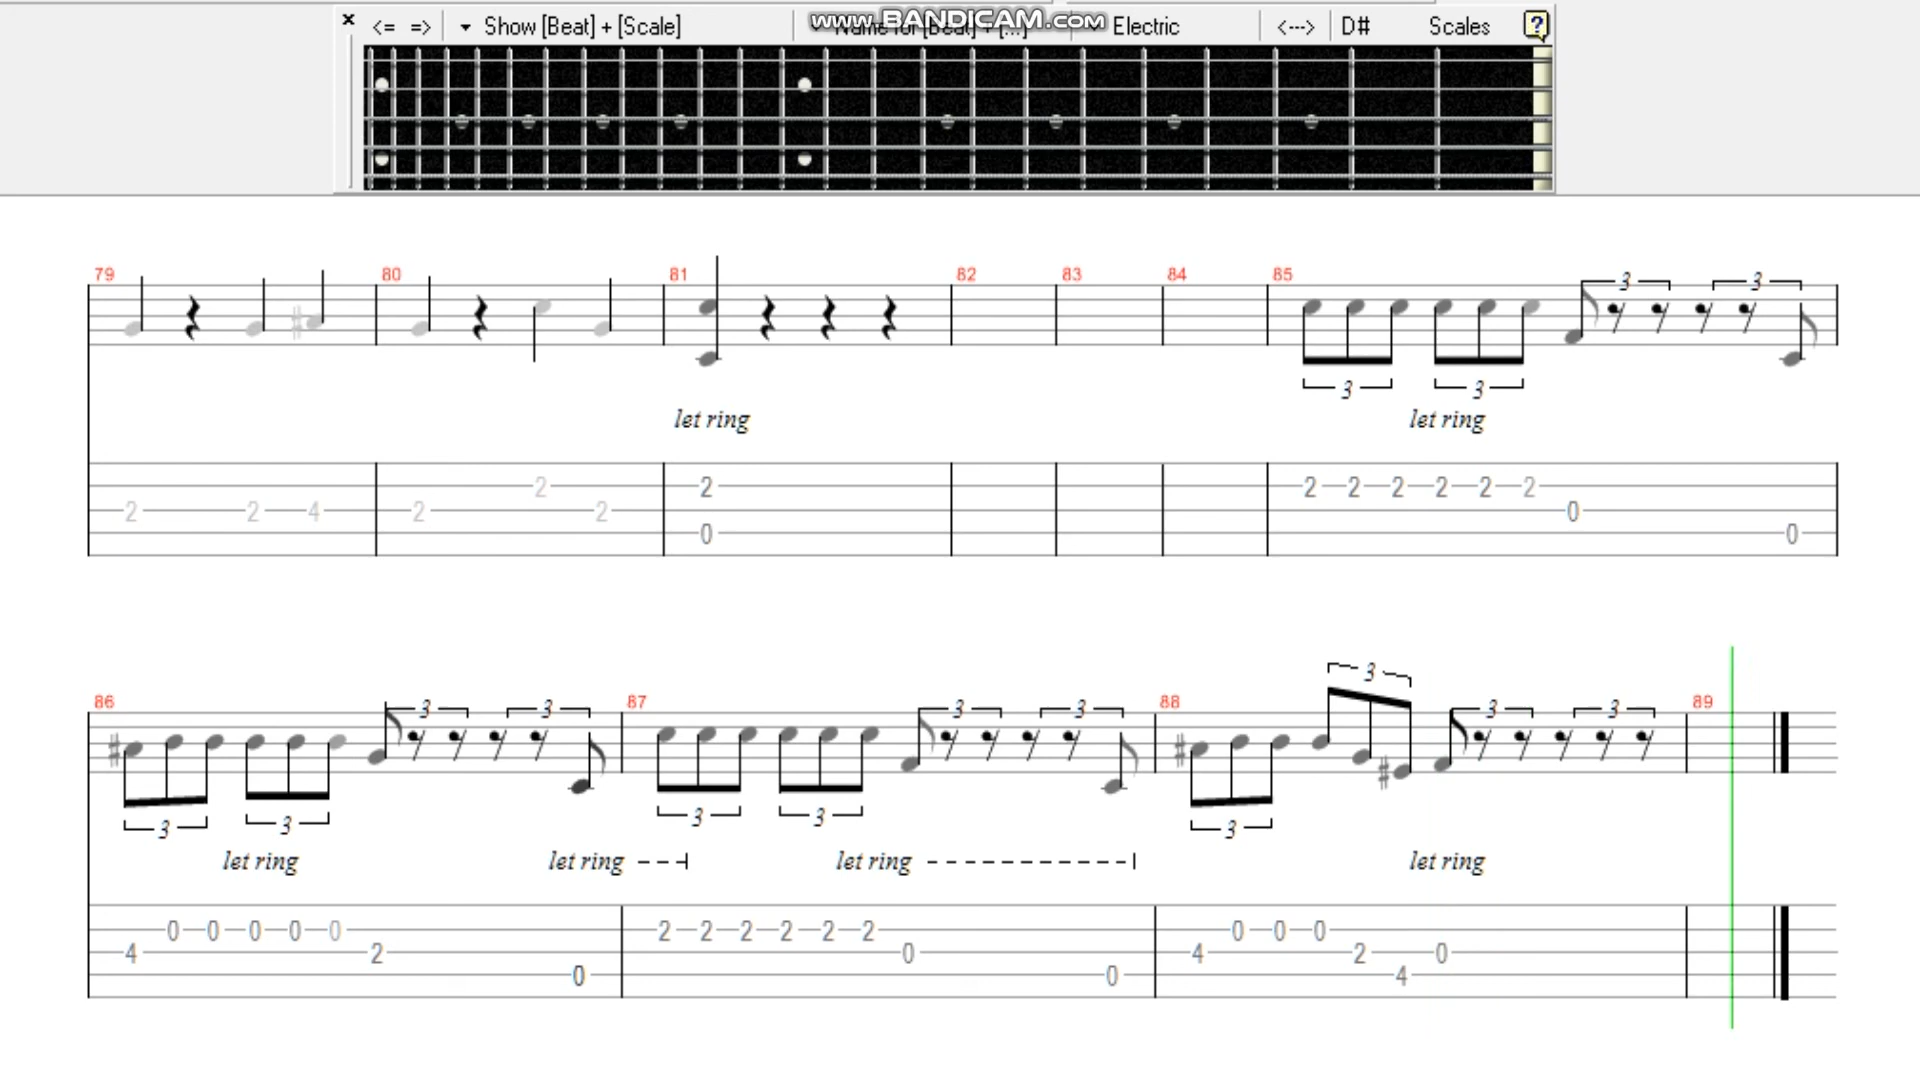 www.BANDICAM.com
x <= => Show [Beat] + [Scale] Name for [Beat] + [...] Electric <---> D# Scales ?
79 80 81 82 83 84 85
3 3
3 3
let ring let ring
2 2 2 2 2 2 2 2
2 2 4 2 2 0
0 0
86 87 88 89
3
3 3 3 3 3 3
3 3 3 3 3
let ring let ring let ring let ring
0 0 0 0 0 2 2 2 2 2 2 0 0 0
4 2 0 4 2 0
0 0 4